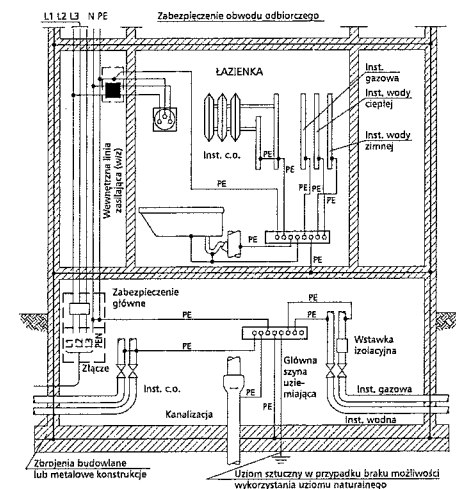 L1 L2 L3 N PE
Zabezpieczenie obwodu odbiorczego
ŁAZIENKA
Inst.
gazowa
Inst. wody
ciepłej
Inst. wody
zimnej
Inst. c.o.
PE
PE
PE
PE
PE
PE
PE
Wewnętrzna linia
zasilająca (wlz)
Zabezpieczenie
główne
L1
L2
L3
PEN
Złącze
PE
PE
PE
PE
PE
PE
Wstawka
izolacyjna
Główna
szyna
uzie-
miająca
Inst. c.o.
Kanalizacja
Inst. gazowa
Inst. wodna
Zbrojenia budowlane
lub metalowe konstrukcje
Uziom sztuczny w przypadku braku możliwości
wykorzystania uziomu naturalnego